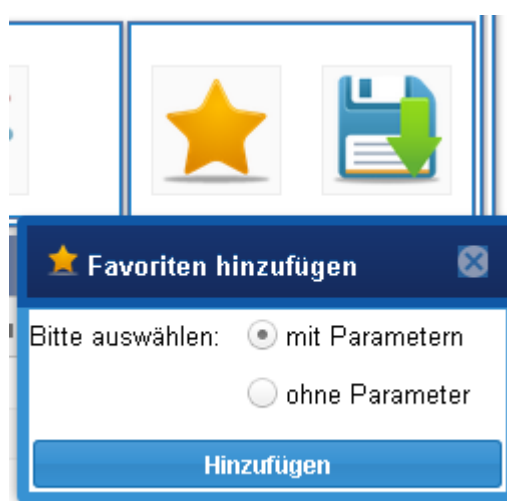 Favoriten hinzufügen
Bitte auswählen: mit Parametern
ohne Parameter
Hinzufügen